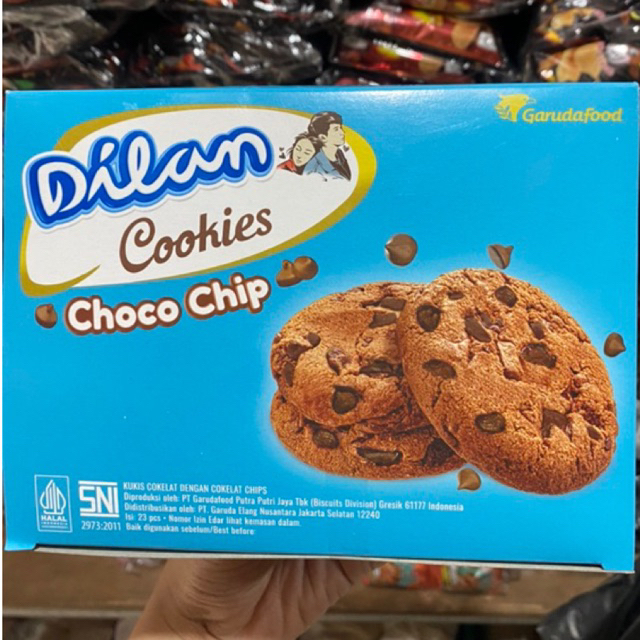 Garudafood
Dilan
Cookies
Choco Chip
KUKIS COKELAT DENGAN COKELAT CHIPS
Diproduksi oleh: PT Garudafood Putra Putri Jaya Tbk (Biscuits Division) Gresik 61177 Indonesia
Didistribusikan oleh: PT. Garuda Elang Nusantara Jakarta Selatan 12240
Isi: 23 pcs • Nomor Izin Edar lihat kemasan dalam
Baik digunakan sebelum/Best before:
HALAL
INDONESIA
SNI
2973:2011